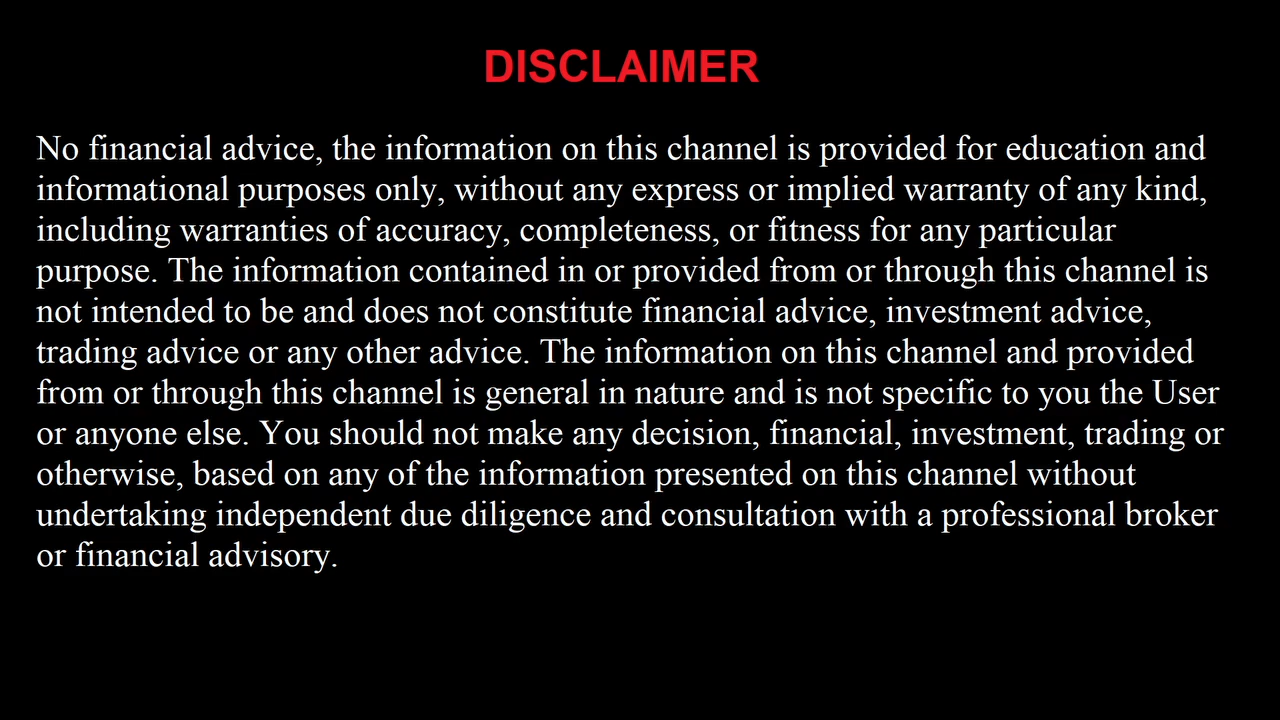 DISCLAIMER
No financial advice, the information on this channel is provided for education and
informational purposes only, without any express or implied warranty of any kind,
including warranties of accuracy, completeness, or fitness for any particular
purpose. The information contained in or provided from or through this channel is
not intended to be and does not constitute financial advice, investment advice,
trading advice or any other advice. The information on this channel and provided
from or through this channel is general in nature and is not specific to you the User
or anyone else. You should not make any decision, financial, investment, trading or
otherwise, based on any of the information presented on this channel without
undertaking independent due diligence and consultation with a professional broker
or financial advisory.